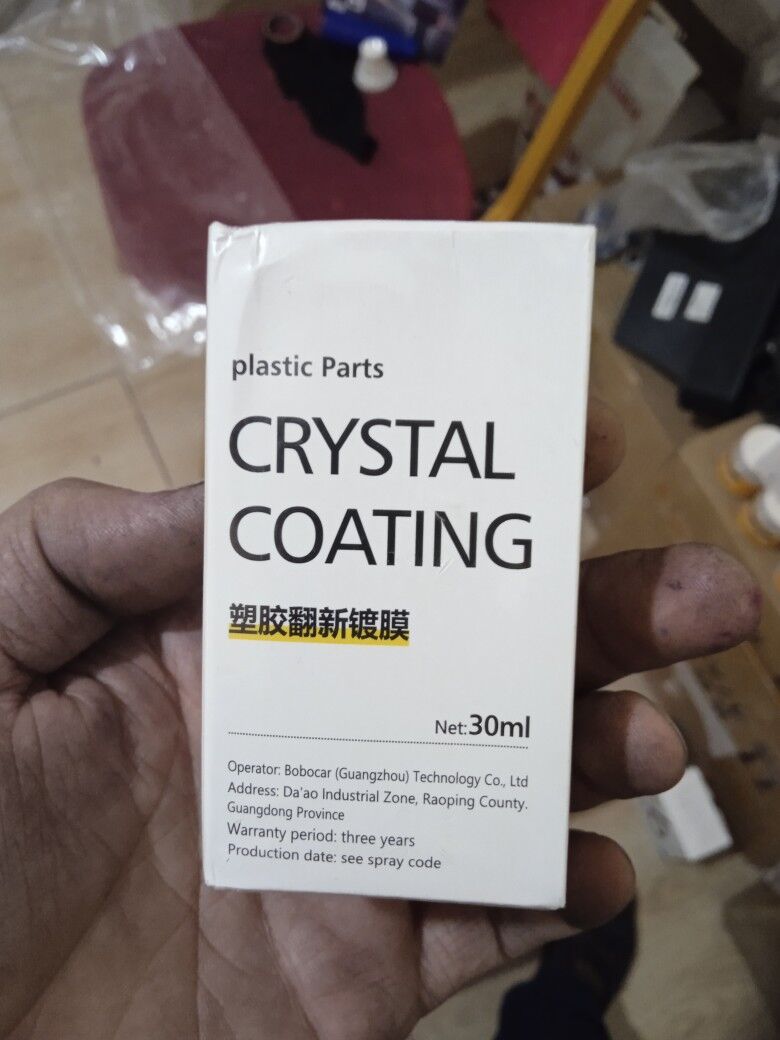 plastic Parts
CRYSTAL
COATING
塑胶翻新镀膜
Net:30ml
Operator: Bobocar (Guangzhou) Technology Co., Ltd
Address: Da'ao Industrial Zone, Raoping County.
Guangdong Province
Warranty period: three years
Production date: see spray code